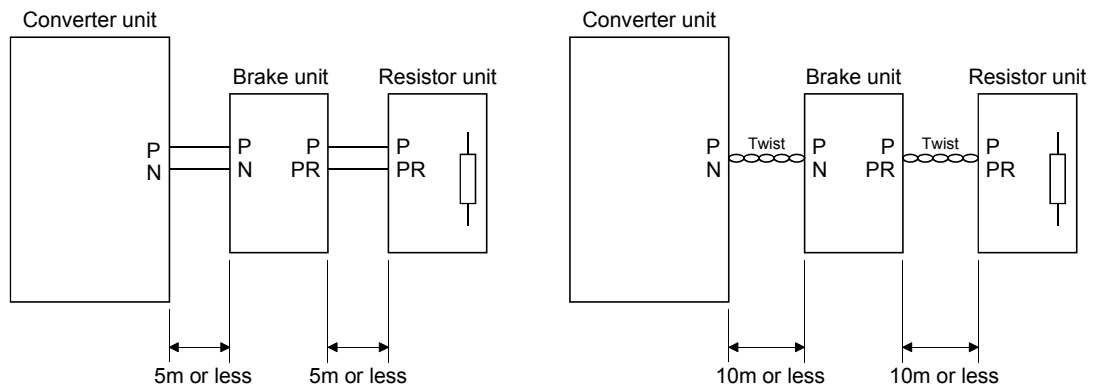 Converter unit
Brake unit
Resistor unit
P
N
P
N
P
PR
P
PR
5m or less
5m or less
Converter unit
Brake unit
Resistor unit
P
N
Twist
P
N
P
PR
Twist
P
PR
10m or less
10m or less